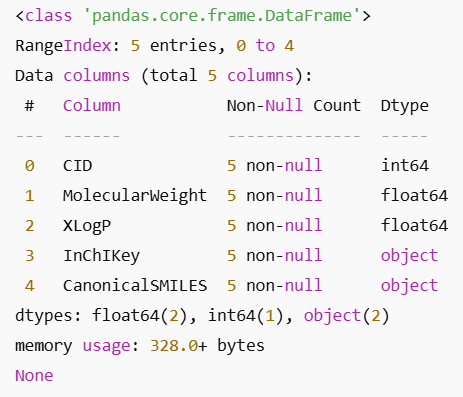 <class 'pandas.core.frame.DataFrame'>
RangeIndex: 5 entries, 0 to 4
Data columns (total 5 columns):
 #   Column           Non-Null Count  Dtype
---  ------           --------------  -----
 0   CID              5 non-null      int64
 1   MolecularWeight  5 non-null      float64
 2   XLogP            5 non-null      float64
 3   InChIKey         5 non-null      object
 4   CanonicalSMILES  5 non-null      object
dtypes: float64(2), int64(1), object(2)
memory usage: 328.0+ bytes
None